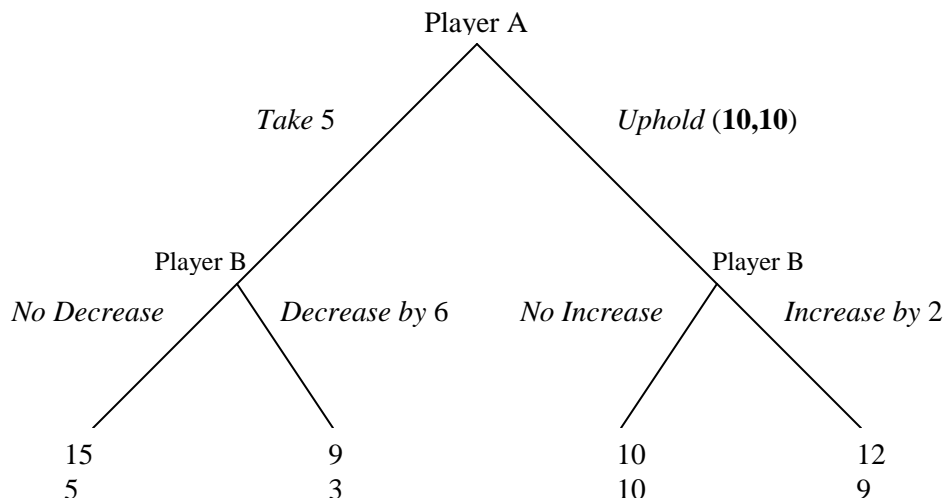 Player A
Take 5
Uphold (10,10)
Player B
Player B
No Decrease
Decrease by 6
No Increase
Increase by 2
15
9
10
12
5
3
10
9